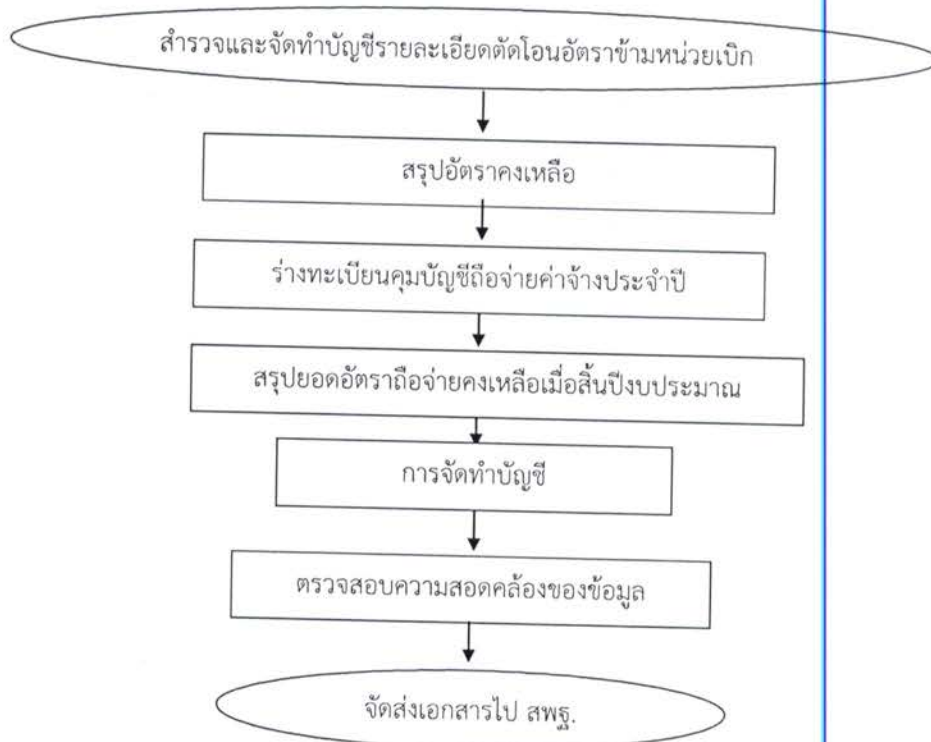 สำรวจและจัดทำบัญชีรายละเอียดตัดโอนอัตราข้ามหน่วยเบิก
สรุปอัตราคงเหลือ
ร่างทะเบียนคุมบัญชีถือจ่ายค่าจ้างประจำปี
สรุปยอดอัตราถือจ่ายคงเหลือเมื่อสิ้นปีงบประมาณ
การจัดทำบัญชี
ตรวจสอบความสอดคล้องของข้อมูล
จัดส่งเอกสารไป สพฐ.